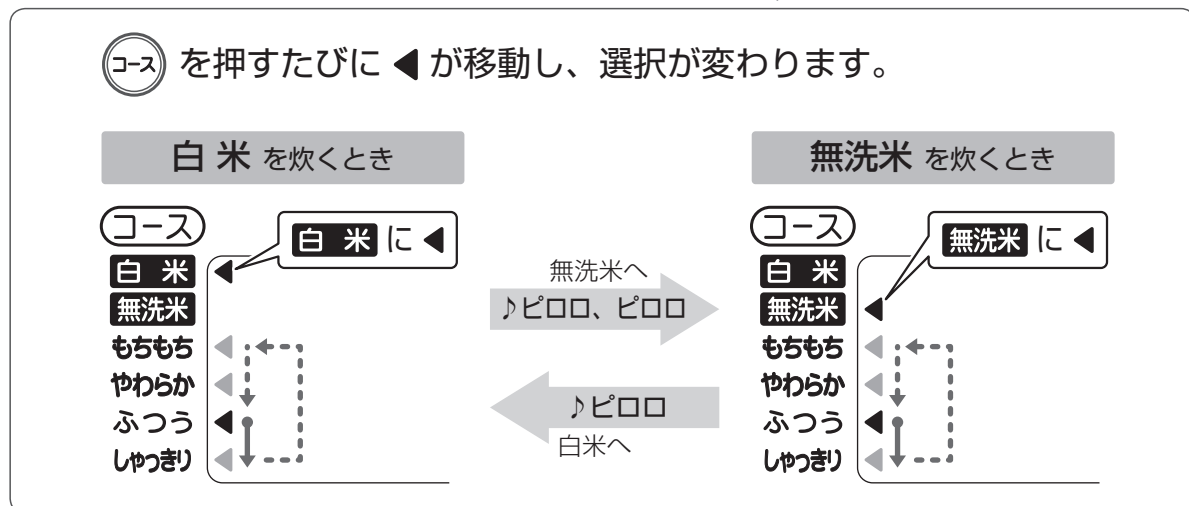 コース を押すたびに ◀ が移動し、選択が変わります。
白 米 を炊くとき
コース
白 米 に ◀
白 米
無洗米
もちもち
やわらか
ふつう
しゃっきり
無洗米へ
♪ピロロ、ピロロ
♪ピロロ
白米へ
無洗米 を炊くとき
コース
無洗米 に ◀
白 米
無洗米
もちもち
やわらか
ふつう
しゃっきり